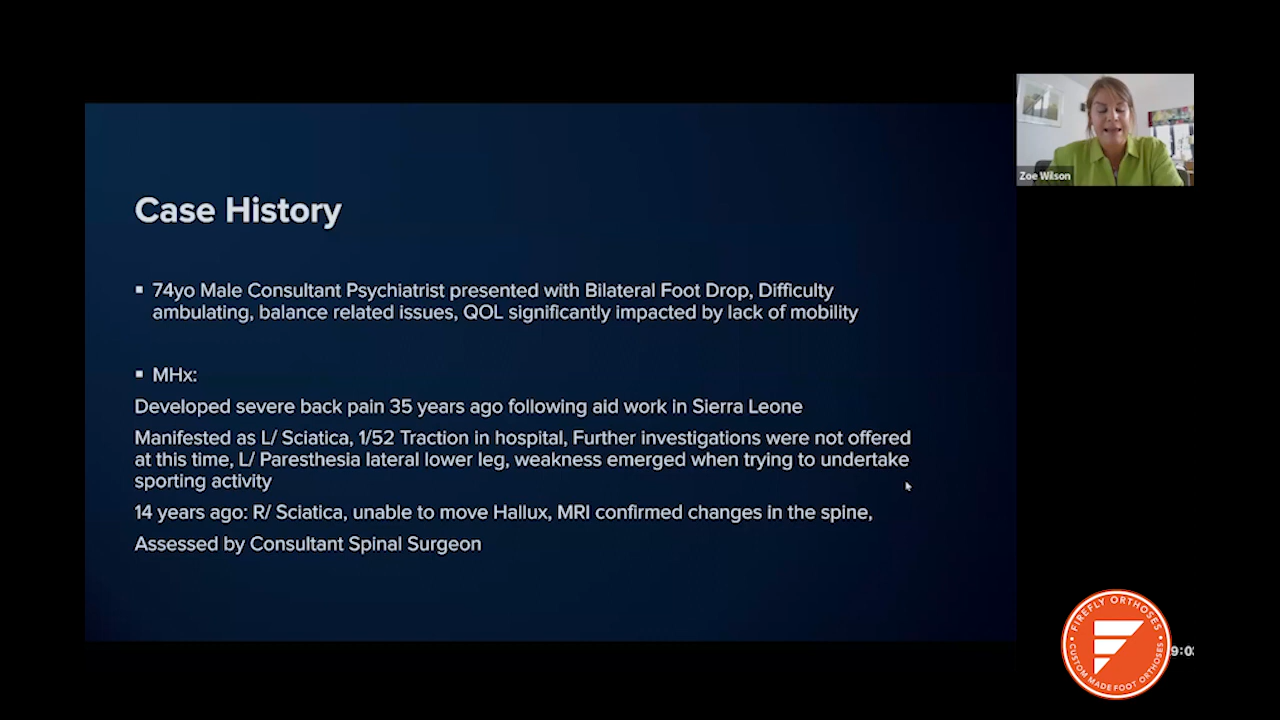 Case History
▪ 74yo Male Consultant Psychiatrist presented with Bilateral Foot Drop, Difficulty
ambulating, balance related issues, QOL significantly impacted by lack of mobility
▪ MHx:
Developed severe back pain 35 years ago following aid work in Sierra Leone
Manifested as L/ Sciatica, 1/52 Traction in hospital, Further investigations were not offered
at this time, L/ Paresthesia lateral lower leg, weakness emerged when trying to undertake
sporting activity
14 years ago: R/ Sciatica, unable to move Hallux, MRI confirmed changes in the spine,
Assessed by Consultant Spinal Surgeon
Zoe Wilson
FIREFLY ORTHOSES
CUSTOM MADE FOOT ORTHOSES